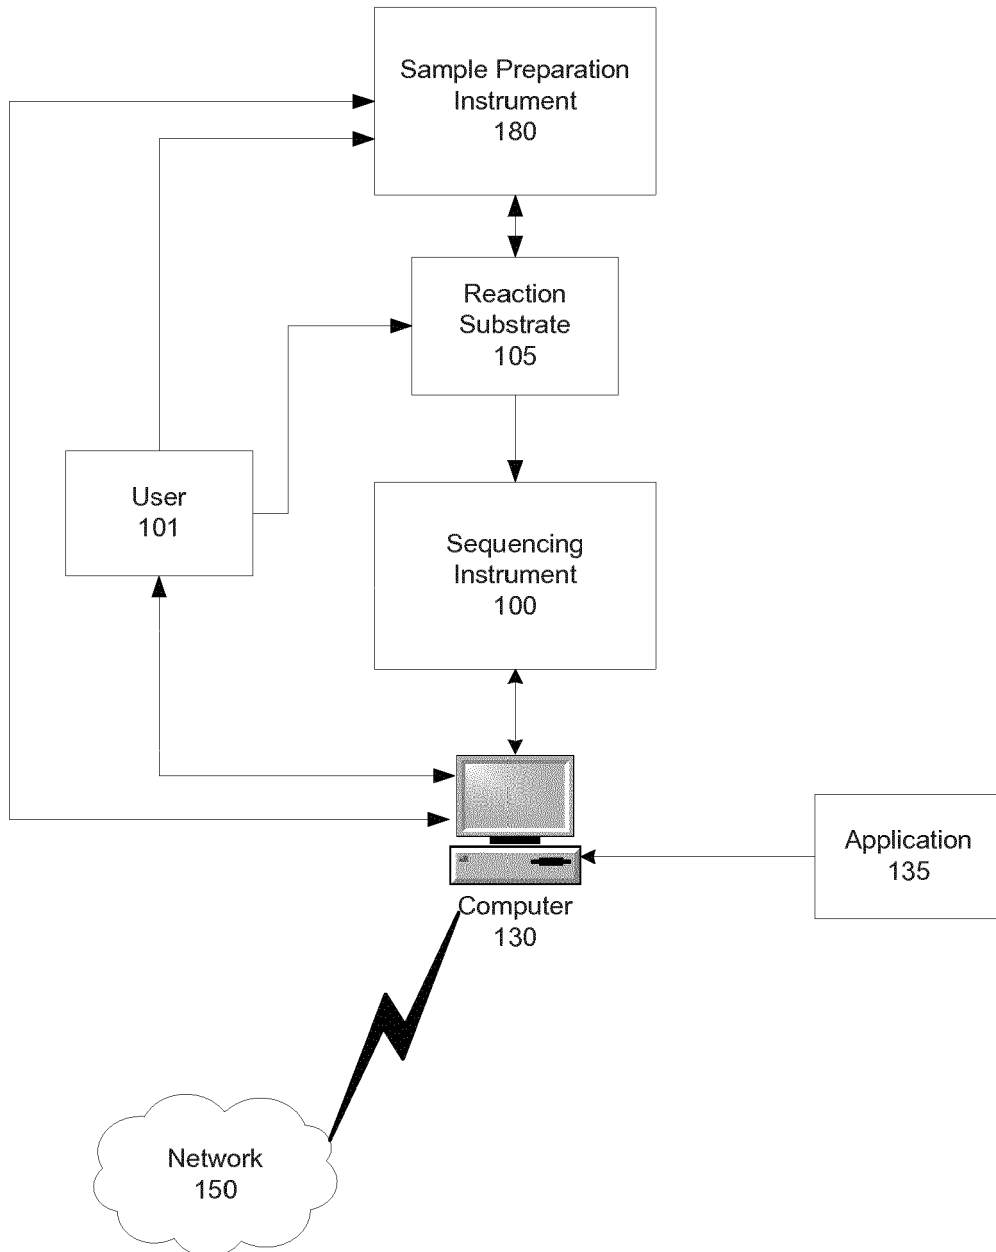 Sample Preparation
Instrument
180
Reaction
Substrate
105
User
101
Sequencing
Instrument
100
Application
135
Computer
130
Network
150